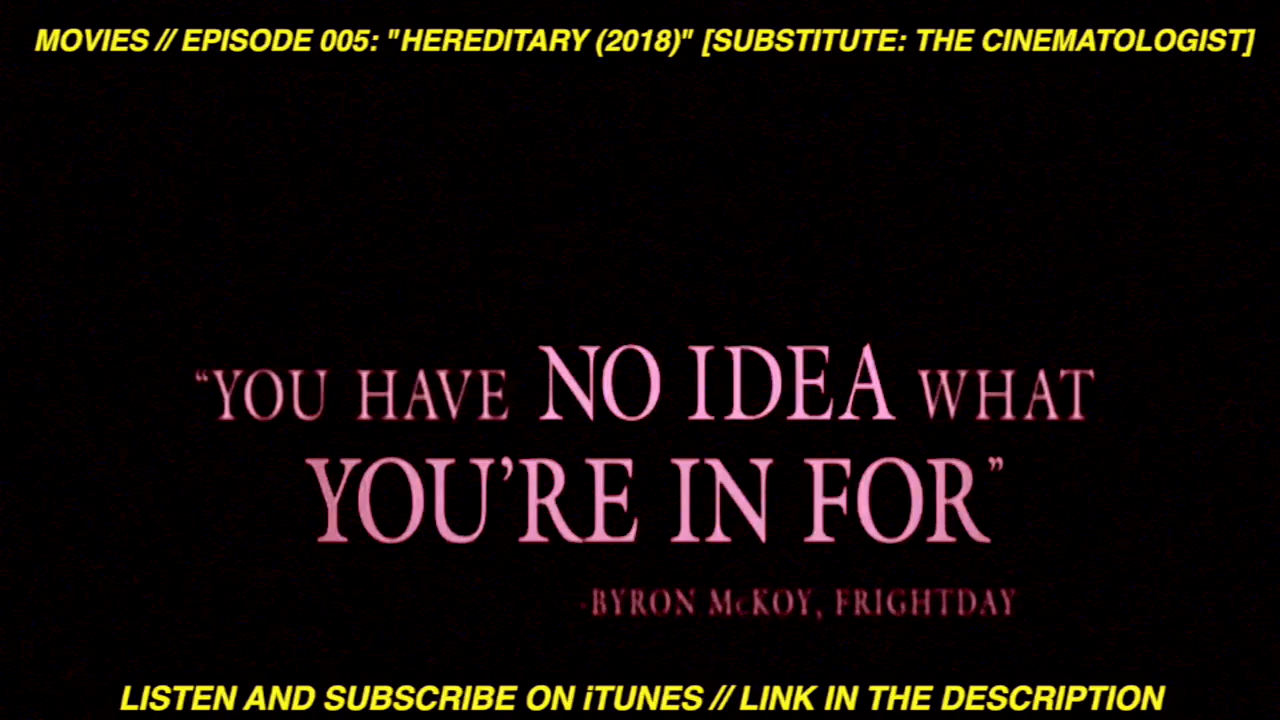 MOVIES // EPISODE 005: "HEREDITARY (2018)" [SUBSTITUTE: THE CINEMATOLOGIST]
“YOU HAVE NO IDEA WHAT
YOU’RE IN FOR”
-BYRON McKOY, FRIGHTDAY
LISTEN AND SUBSCRIBE ON iTUNES // LINK IN THE DESCRIPTION